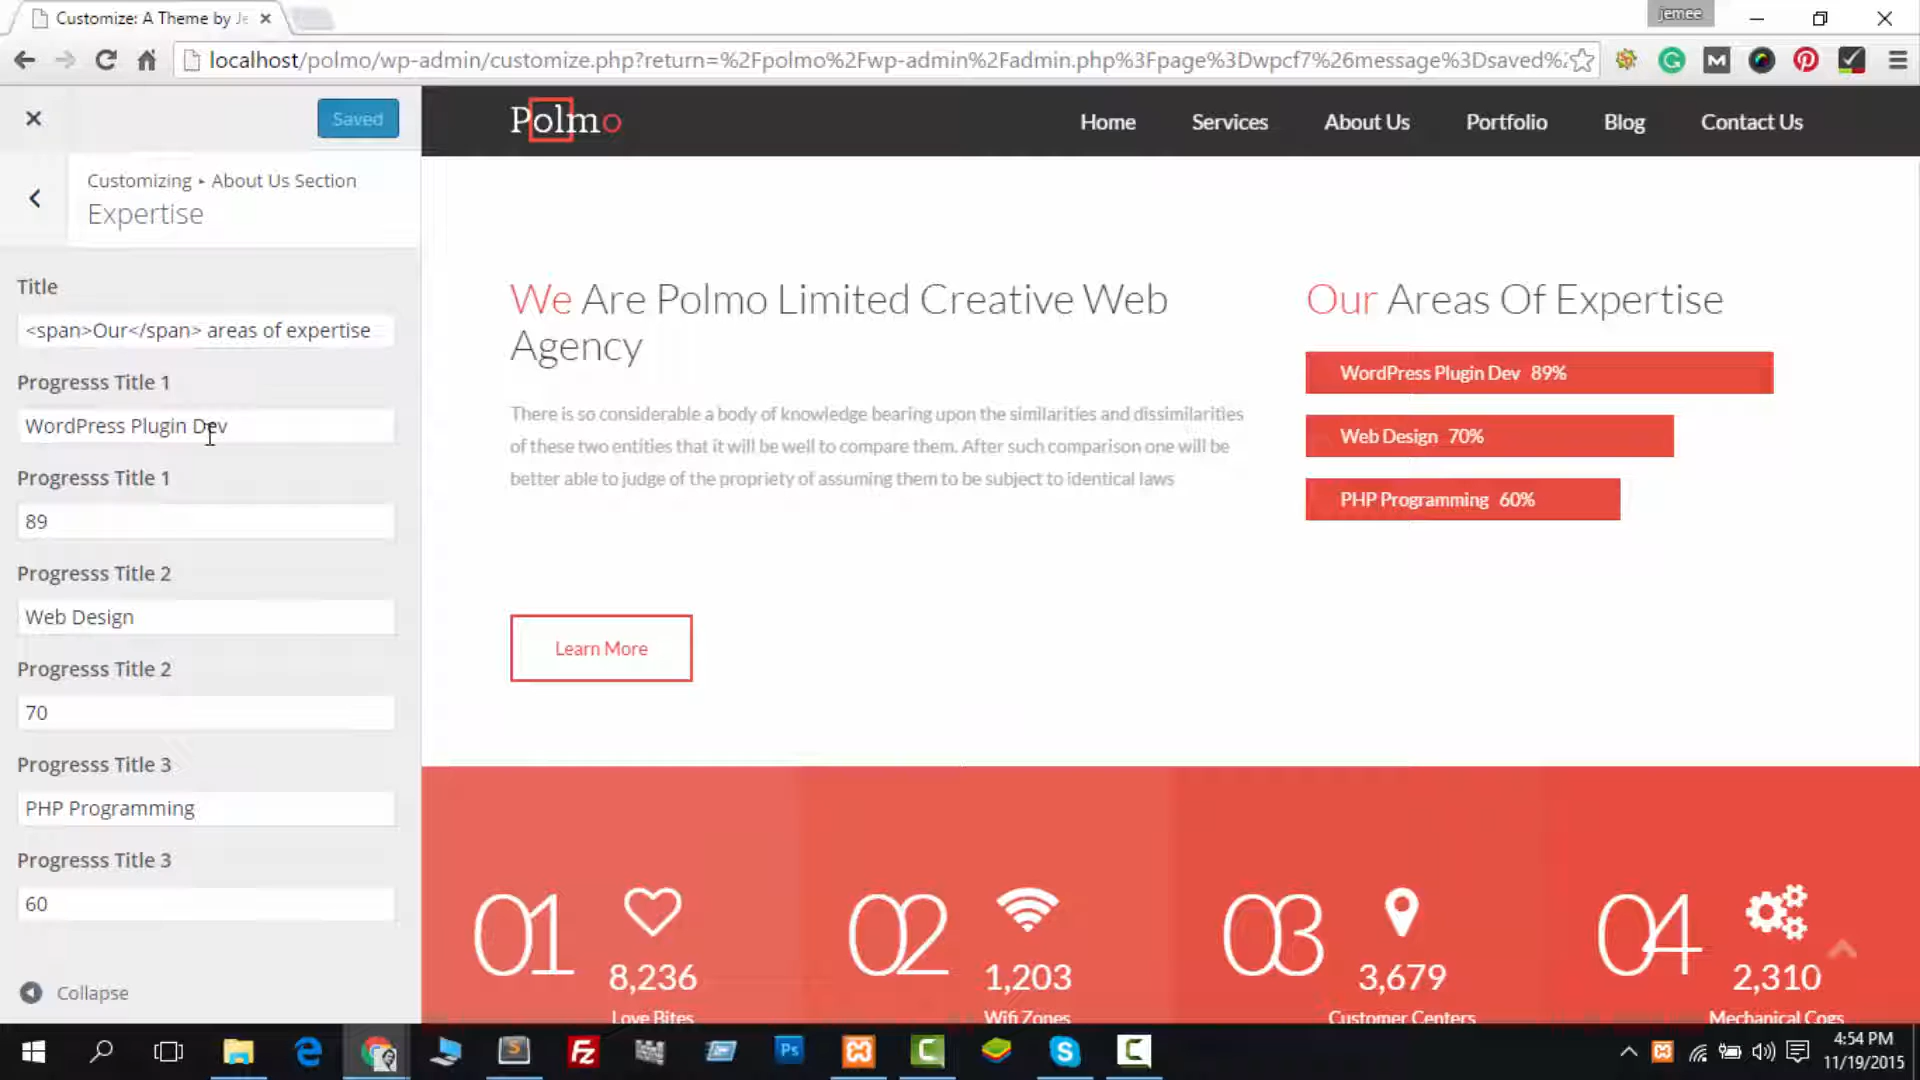 Customize: A Theme by Je
jemee
localhost/polmo/wp-admin/customize.php?return=%2Fpolmo%2Fwp-admin%2Fadmin.php%3Fpage%3Dwpcf7%26message%3Dsaved%2
Saved
Customizing ▸ About Us Section
Expertise
Title
<span>Our</span> areas of expertise
Progresss Title 1
WordPress Plugin Dev
Progresss Title 1
89
Progresss Title 2
Web Design
Progresss Title 2
70
Progresss Title 3
PHP Programming
Progresss Title 3
60
Collapse
Polmo
Home Services About Us Portfolio Blog Contact Us
We Are Polmo Limited Creative Web
Agency
There is so considerable a body of knowledge bearing upon the similarities and dissimilarities
of these two entities that it will be well to compare them. After such comparison one will be
better able to judge of the propriety of assuming them to be subject to identical laws
Learn More
Our Areas Of Expertise
WordPress Plugin Dev 89%
Web Design 70%
PHP Programming 60%
01
8,236
Love Bites
02
1,203
Wifi Zones
03
3,679
Customer Centers
04
2,310
Mechanical Cogs
4:54 PM
11/19/2015